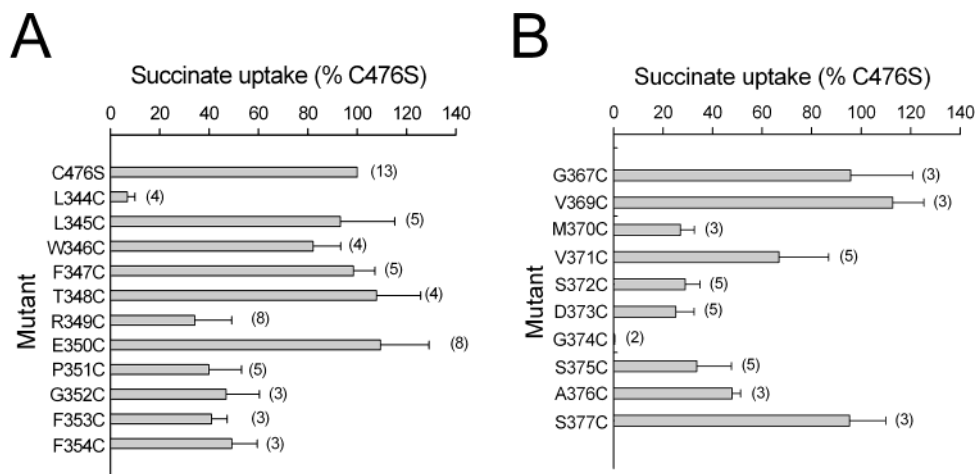 A
Succinate uptake (% C476S)
0 20 40 60 80 100 120 140
Mutant
C476S (13)
L344C (4)
L345C (5)
W346C (4)
F347C (5)
T348C (4)
R349C (8)
E350C (8)
P351C (5)
G352C (3)
F353C (3)
F354C (3)
B
Succinate uptake (% C476S)
0 20 40 60 80 100 120 140
Mutant
G367C (3)
V369C (3)
M370C (3)
V371C (5)
S372C (5)
D373C (5)
G374C (2)
S375C (5)
A376C (3)
S377C (3)